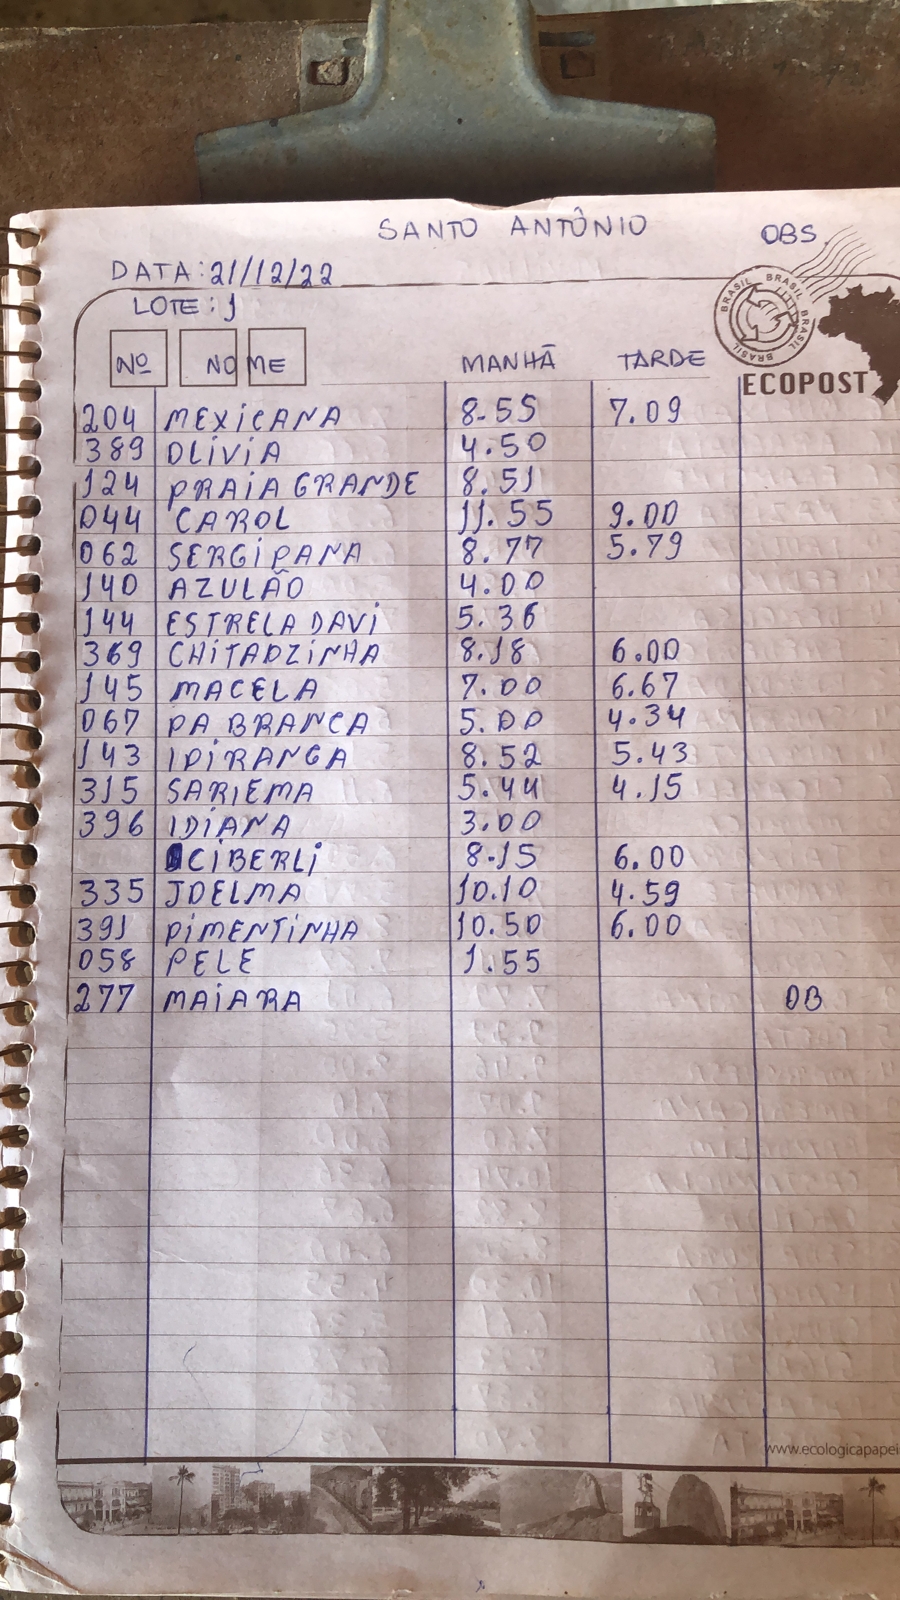 SANTO ANTÔNIO OBS.
DATA: 21/12/22
LOTE: 1
BRASIL BRASIL BRASIL BRASIL
Nº NOME MANHÃ TARDE
ECOPOST
204 MEXICANA 8.55 7.09
389 OLIVIA 4.50
124 PRAIA GRANDE 8.51
044 CAROL 11.55 9.00
062 SERGIPANA 8.77 5.79
140 AZULÃO 4.00
144 ESTRELA DAVI 5.36
369 CHITAOZINHA 8.18 6.00
145 MACELA 7.00 6.67
067 PA BRANCA 5.00 4.34
143 IPIRANGA 8.52 5.43
315 SARIEMA 5.44 4.15
396 IDIANA 3.00
CIBERLI 8.15 6.00
335 JOELMA 10.10 4.59
391 PIMENTINHA 10.50 6.00
058 PELE 1.55
277 MAIARA OB
www.ecologicapapei